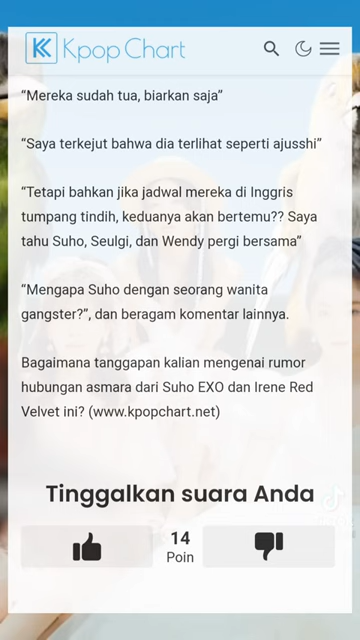 Kpop Chart
“Mereka sudah tua, biarkan saja”
“Saya terkejut bahwa dia terlihat seperti ajusshi”
“Tetapi bahkan jika jadwal mereka di Inggris
tumpang tindih, keduanya akan bertemu?? Saya
tahu Suho, Seulgi, dan Wendy pergi bersama”
“Mengapa Suho dengan seorang wanita
gangster?”, dan beragam komentar lainnya.
Bagaimana tanggapan kalian mengenai rumor
hubungan asmara dari Suho EXO dan Irene Red
Velvet ini? (www.kpopchart.net)
Tinggalkan suara Anda
14
Poin